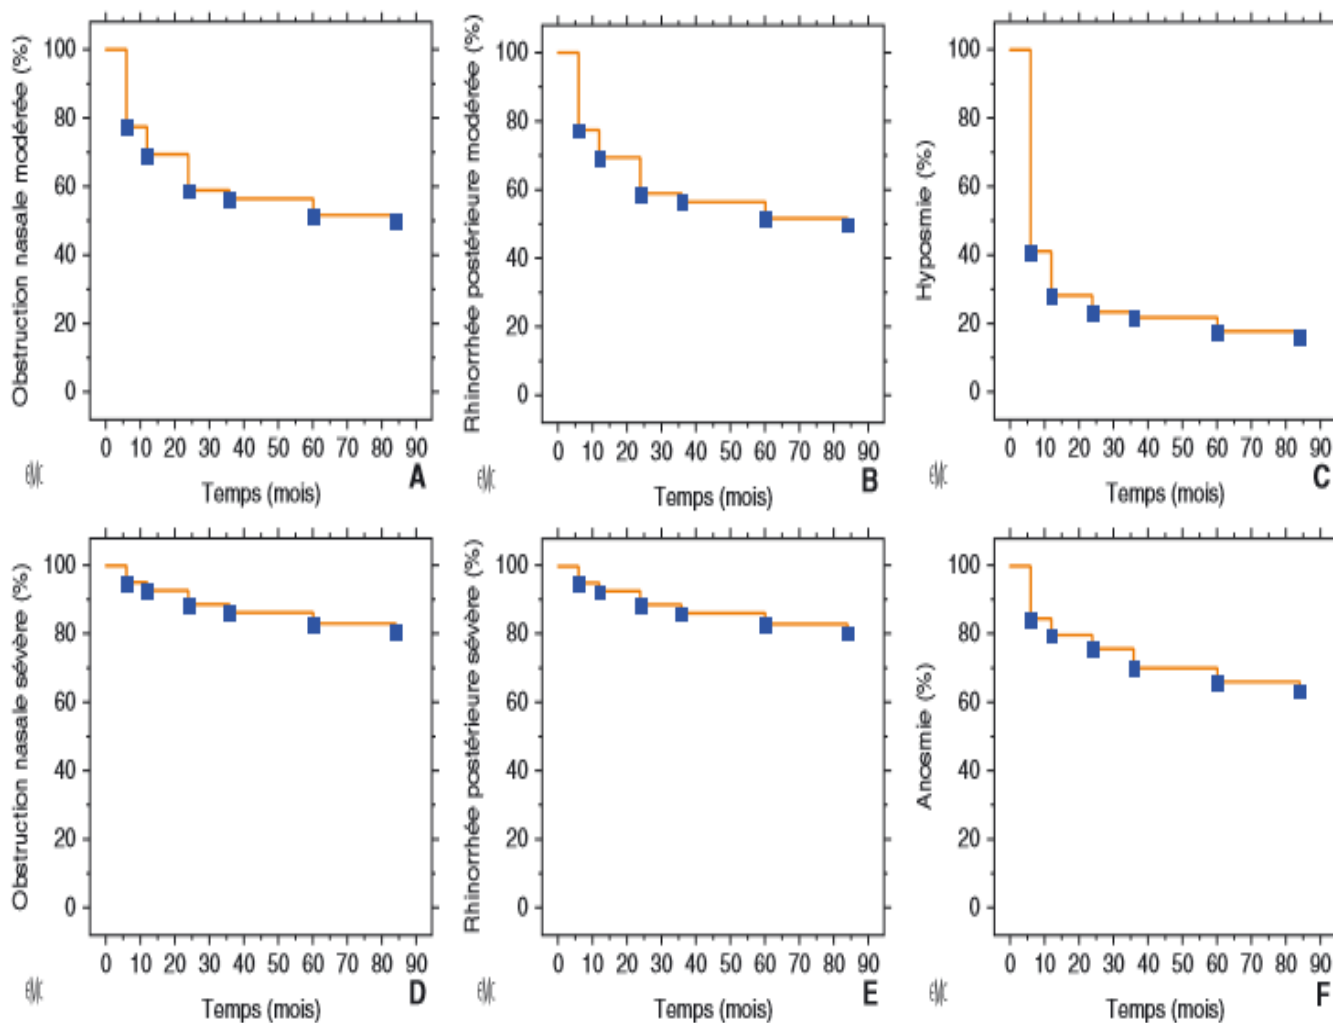 Obstruction nasale modérée (%)
100
80
60
40
20
0
0 10 20 30 40 50 60 70 80 90
Temps (mois)
EMC
A
Rhinorrhée postérieure modérée (%)
100
80
60
40
20
0
0 10 20 30 40 50 60 70 80 90
Temps (mois)
EMC
B
Hyposmie (%)
100
80
60
40
20
0
0 10 20 30 40 50 60 70 80 90
Temps (mois)
EMC
C
Obstruction nasale sévère (%)
100
80
60
40
20
0
0 10 20 30 40 50 60 70 80 90
Temps (mois)
EMC
D
Rhinorrhée postérieure sévère (%)
100
80
60
40
20
0
0 10 20 30 40 50 60 70 80 90
Temps (mois)
EMC
E
Anosmie (%)
100
80
60
40
20
0
0 10 20 30 40 50 60 70 80 90
Temps (mois)
EMC
F